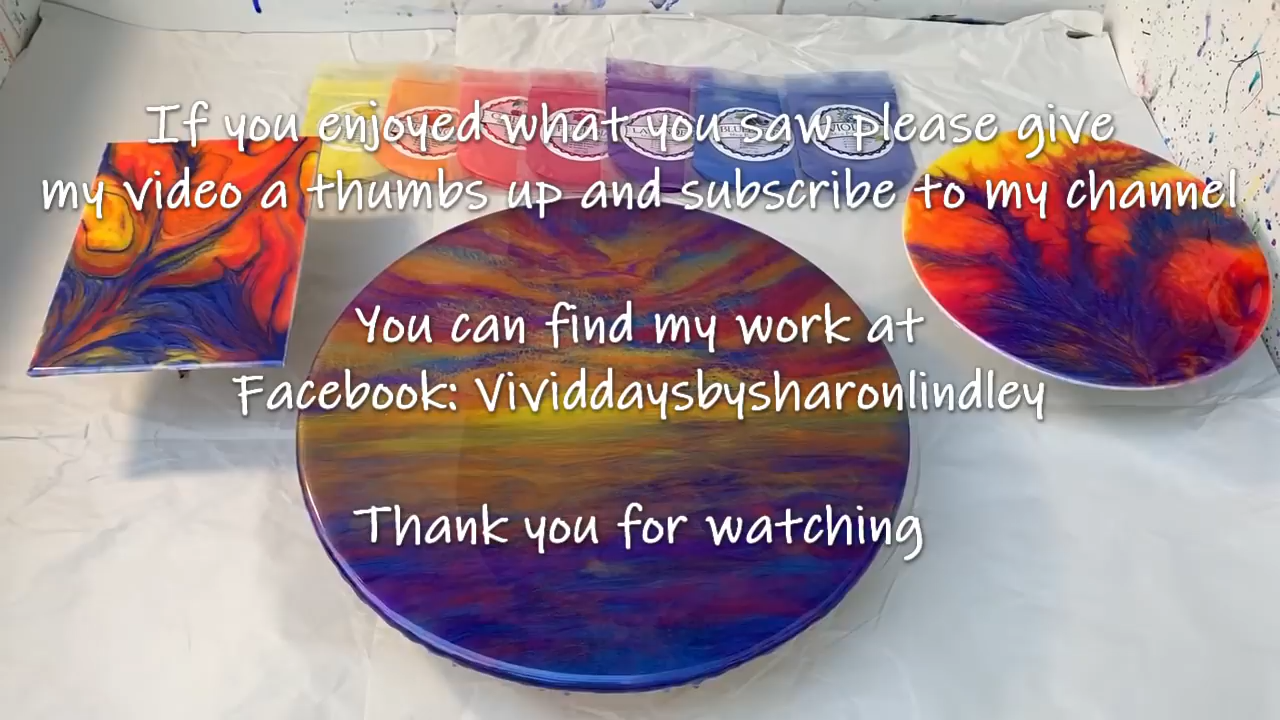 If you enjoyed what you saw please give
my video a thumbs up and subscribe to my channel
You can find my work at
Facebook: Vividdaysbysharonlindley
Thank you for watching